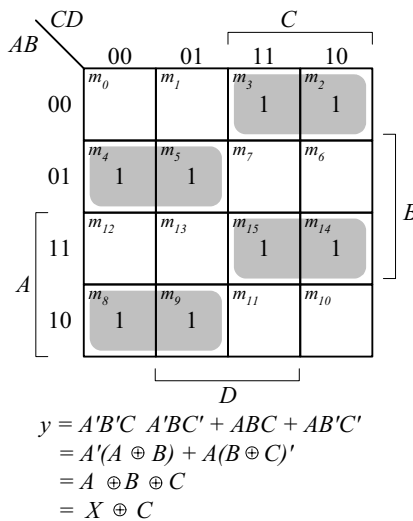 CD
AB
C
00 01 11 10
m0 m1 m3 m2
00 1 1
m4 m5 m7 m6
01 1 1
B
m12 m13 m15 m14
11 1 1
A
m8 m9 m11 m10
10 1 1
D
y = A'B'C A'BC' + ABC + AB'C'
= A'(A ⊕ B) + A(B ⊕ C)'
= A ⊕ B ⊕ C
= X ⊕ C